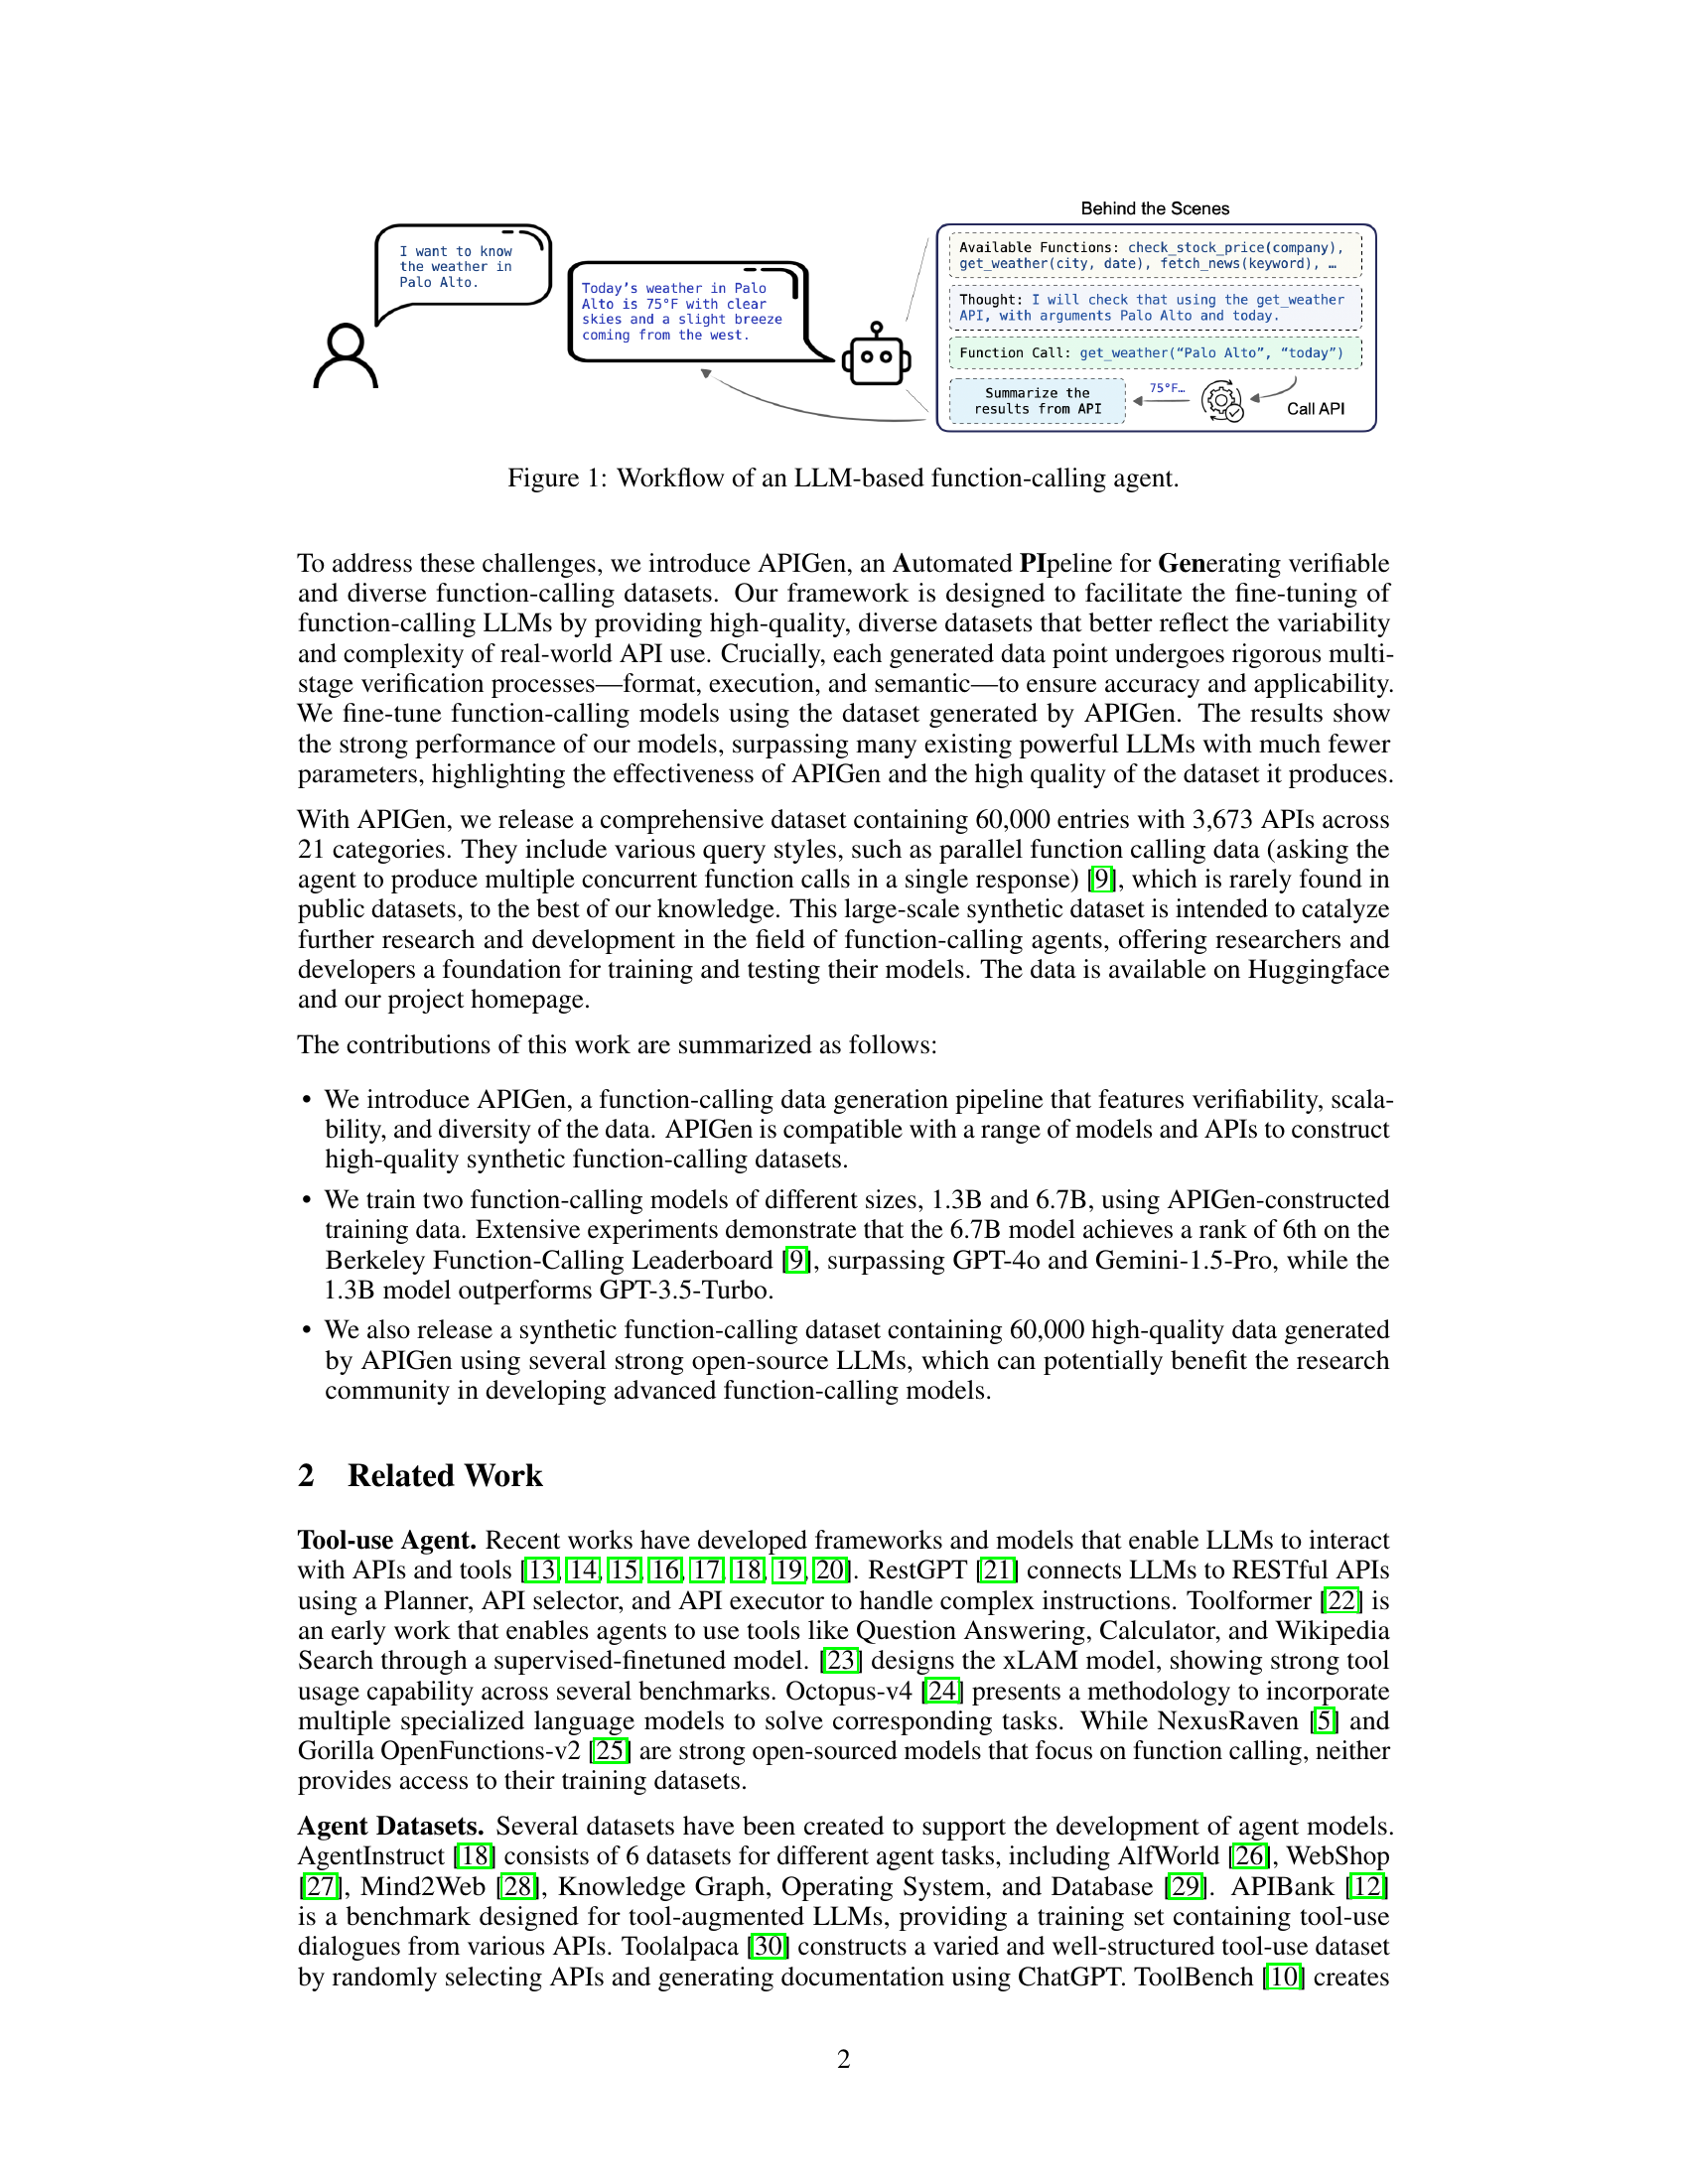 Behind the Scenes
I want to know
the weather in
Palo Alto.
Today's weather in Palo
Alto is 75°F with clear
skies and a slight breeze
coming from the west.
Available Functions: check_stock_price(company),
get_weather(city, date), fetch_news(keyword), …
Thought: I will check that using the get_weather
API, with arguments Palo Alto and today.
Function Call: get_weather(“Palo Alto”, “today”)
Summarize the
results from API
75°F…
Call API
Figure 1: Workflow of an LLM-based function-calling agent.
To address these challenges, we introduce APIGen, an Automated PIpeline for Generating verifiable
and diverse function-calling datasets. Our framework is designed to facilitate the fine-tuning of
function-calling LLMs by providing high-quality, diverse datasets that better reflect the variability
and complexity of real-world API use. Crucially, each generated data point undergoes rigorous multi-
stage verification processes—format, execution, and semantic—to ensure accuracy and applicability.
We fine-tune function-calling models using the dataset generated by APIGen. The results show
the strong performance of our models, surpassing many existing powerful LLMs with much fewer
parameters, highlighting the effectiveness of APIGen and the high quality of the dataset it produces.
With APIGen, we release a comprehensive dataset containing 60,000 entries with 3,673 APIs across
21 categories. They include various query styles, such as parallel function calling data (asking the
agent to produce multiple concurrent function calls in a single response) [9], which is rarely found in
public datasets, to the best of our knowledge. This large-scale synthetic dataset is intended to catalyze
further research and development in the field of function-calling agents, offering researchers and
developers a foundation for training and testing their models. The data is available on Huggingface
and our project homepage.
The contributions of this work are summarized as follows:
• We introduce APIGen, a function-calling data generation pipeline that features verifiability, scala-
bility, and diversity of the data. APIGen is compatible with a range of models and APIs to construct
high-quality synthetic function-calling datasets.
• We train two function-calling models of different sizes, 1.3B and 6.7B, using APIGen-constructed
training data. Extensive experiments demonstrate that the 6.7B model achieves a rank of 6th on the
Berkeley Function-Calling Leaderboard [9], surpassing GPT-4o and Gemini-1.5-Pro, while the
1.3B model outperforms GPT-3.5-Turbo.
• We also release a synthetic function-calling dataset containing 60,000 high-quality data generated
by APIGen using several strong open-source LLMs, which can potentially benefit the research
community in developing advanced function-calling models.
2 Related Work
Tool-use Agent. Recent works have developed frameworks and models that enable LLMs to interact
with APIs and tools [13, 14, 15, 16, 17, 18, 19, 20]. RestGPT [21] connects LLMs to RESTful APIs
using a Planner, API selector, and API executor to handle complex instructions. Toolformer [22] is
an early work that enables agents to use tools like Question Answering, Calculator, and Wikipedia
Search through a supervised-finetuned model. [23] designs the xLAM model, showing strong tool
usage capability across several benchmarks. Octopus-v4 [24] presents a methodology to incorporate
multiple specialized language models to solve corresponding tasks. While NexusRaven [5] and
Gorilla OpenFunctions-v2 [25] are strong open-sourced models that focus on function calling, neither
provides access to their training datasets.
Agent Datasets. Several datasets have been created to support the development of agent models.
AgentInstruct [18] consists of 6 datasets for different agent tasks, including AlfWorld [26], WebShop
[27], Mind2Web [28], Knowledge Graph, Operating System, and Database [29]. APIBank [12]
is a benchmark designed for tool-augmented LLMs, providing a training set containing tool-use
dialogues from various APIs. Toolalpaca [30] constructs a varied and well-structured tool-use dataset
by randomly selecting APIs and generating documentation using ChatGPT. ToolBench [10] creates
2